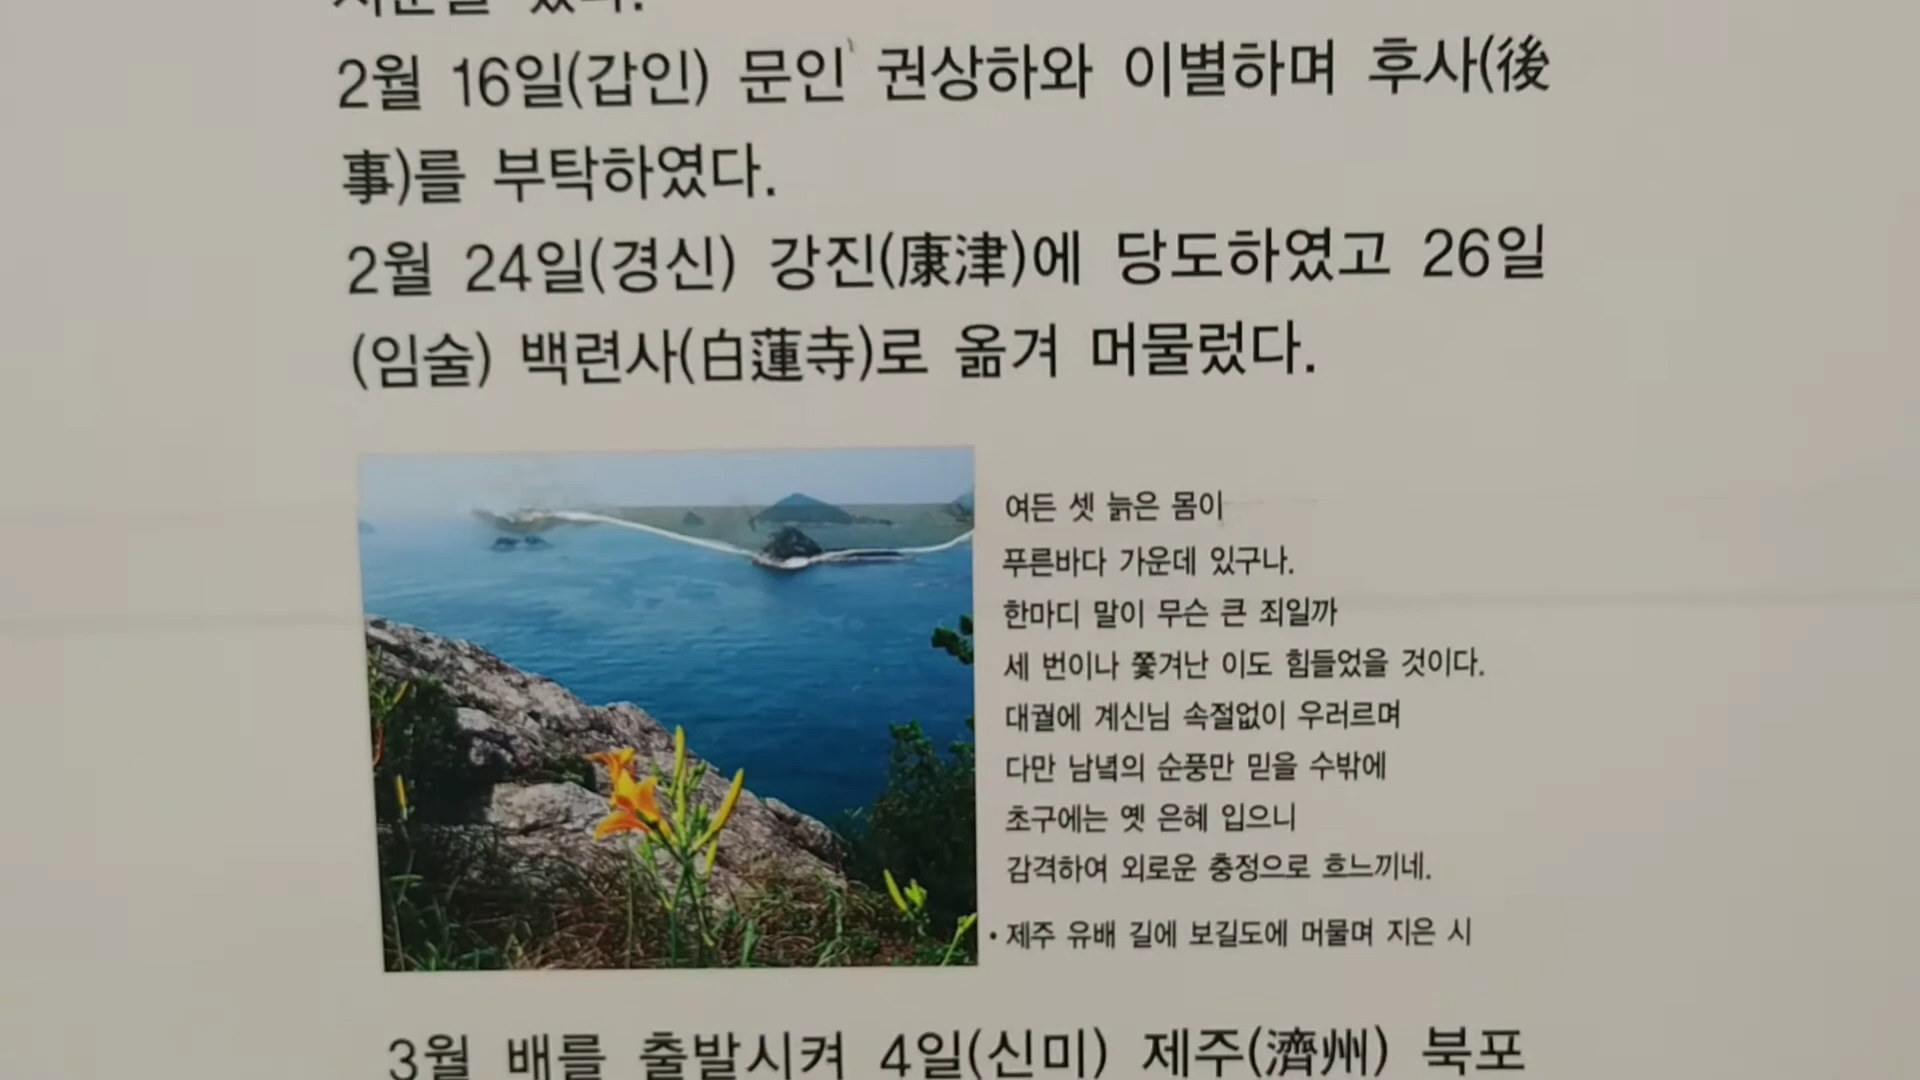 2월 16일(갑인) 문인 권상하와 이별하며 후사(後
事)를 부탁하였다.
2월 24일(경신) 강진(康津)에 당도하였고 26일
(임술) 백련사(白蓮寺)로 옮겨 머물렀다.
여든 셋 늙은 몸이
푸른바다 가운데 있구나.
한마디 말이 무슨 큰 죄일까
세 번이나 쫓겨난 이도 힘들었을 것이다.
대궐에 계신님 속절없이 우러르며
다만 남녘의 순풍만 믿을 수밖에
초구에는 옛 은혜 입으니
감격하여 외로운 충정으로 흐느끼네.
• 제주 유배 길에 보길도에 머물며 지은 시
3월 배를 출발시켜 4일(신미) 제주(濟州) 북포